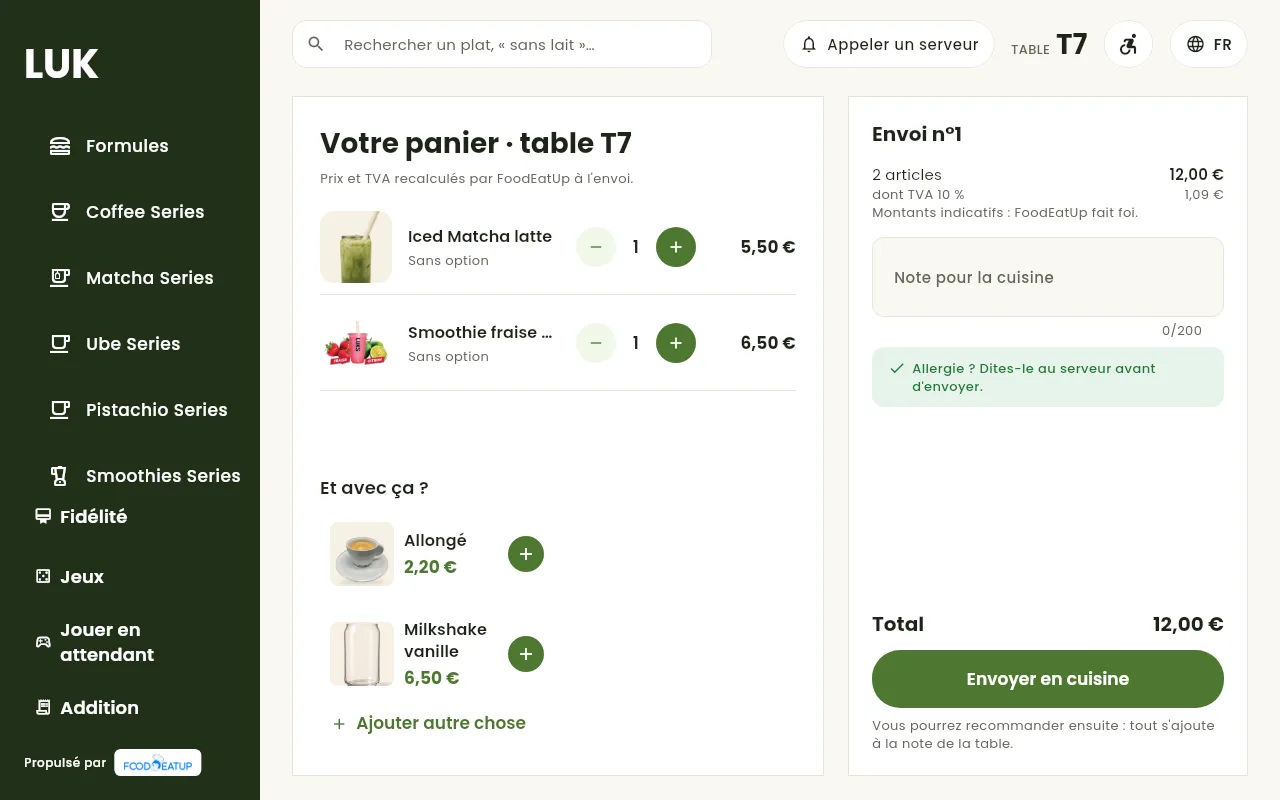 LUK
Formules
Coffee Series
Matcha Series
Ube Series
Pistachio Series
Smoothies Series
Fidélité
Jeux
Jouer en
attendant
Addition
Propulsé par FOODEATUP
Rechercher un plat, « sans lait »…
Appeler un serveur
TABLE T7
FR
Votre panier · table T7
Prix et TVA recalculés par FoodEatUp à l'envoi.
Iced Matcha latte
Sans option
1
5,50 €
Smoothie fraise …
Sans option
1
6,50 €
Et avec ça ?
Allongé
2,20 €
Milkshake
vanille
6,50 €
Ajouter autre chose
Envoi n°1
2 articles 12,00 €
dont TVA 10 % 1,09 €
Montants indicatifs : FoodEatUp fait foi.
Note pour la cuisine
0/200
Allergie ? Dites-le au serveur avant
d'envoyer.
Total 12,00 €
Envoyer en cuisine
Vous pourrez recommander ensuite : tout s'ajoute
à la note de la table.